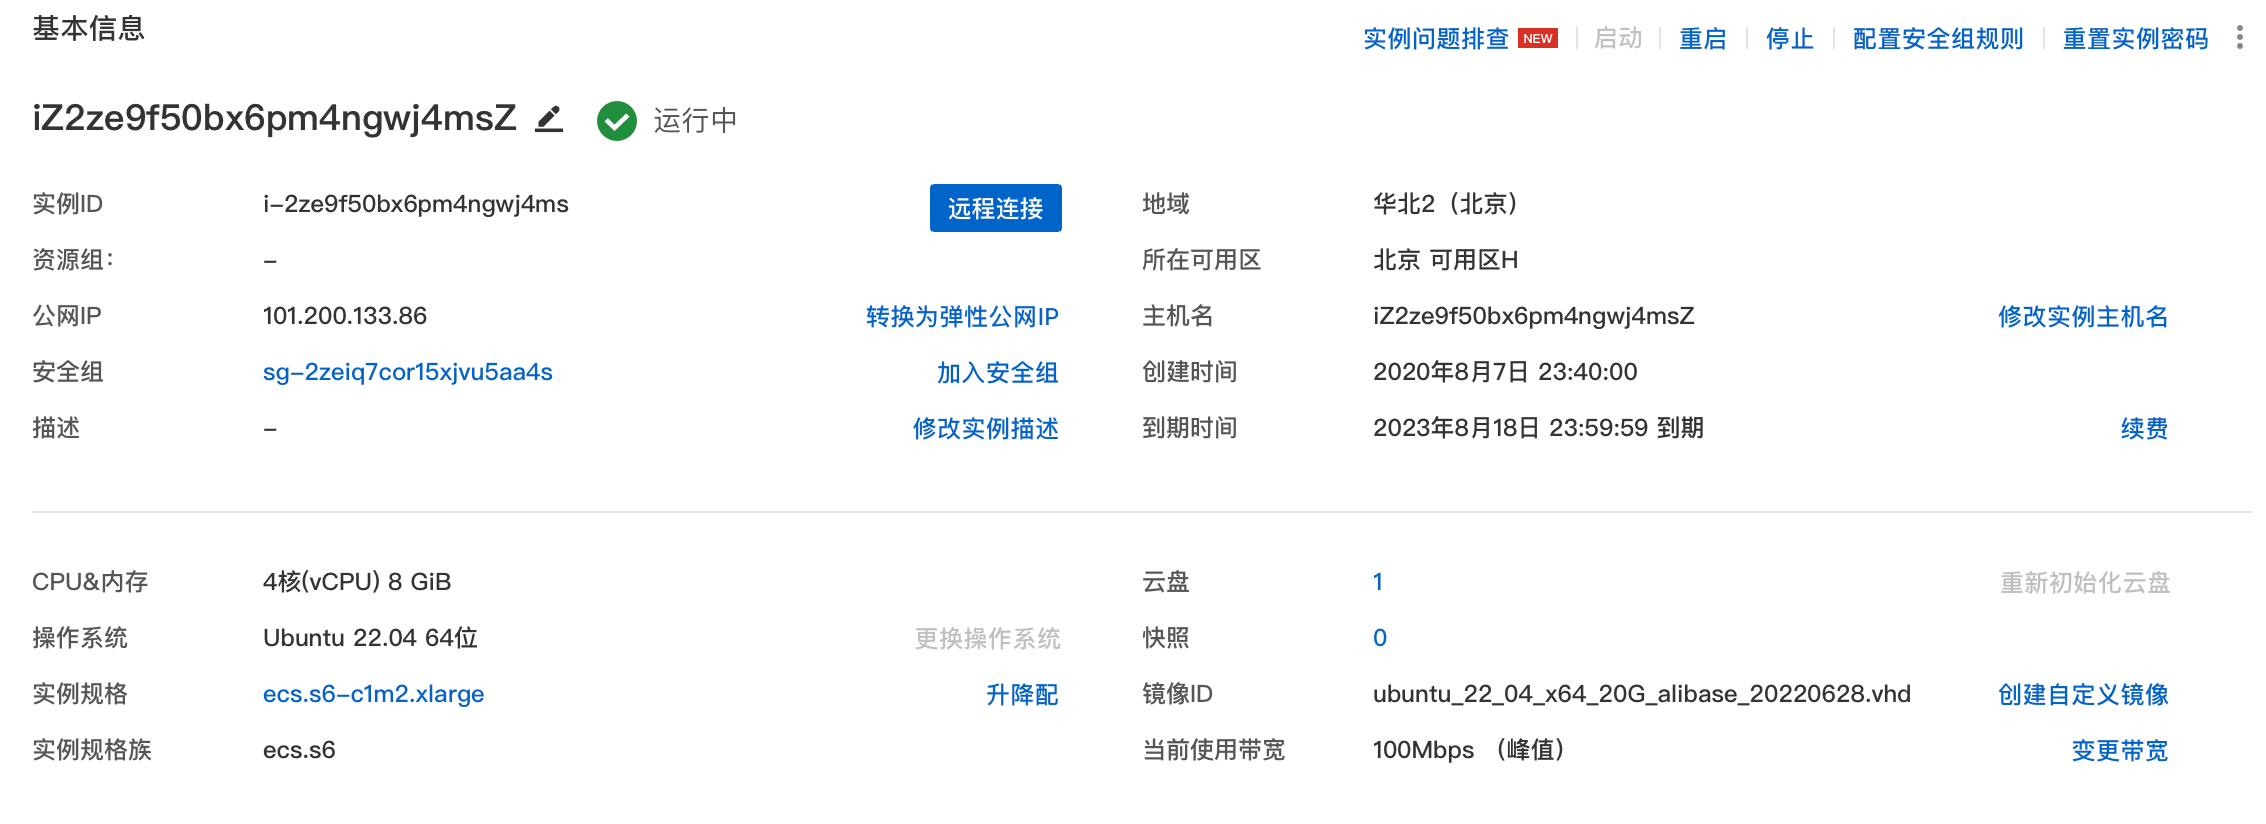 基本信息
实例问题排查 NEW 启动 重启 停止 配置安全组规则 重置实例密码
iZ2ze9f50bx6pm4ngwj4msZ 运行中
实例ID i-2ze9f50bx6pm4ngwj4ms 远程连接 地域 华北2（北京）
资源组： – 所在可用区 北京 可用区H
公网IP 101.200.133.86 转换为弹性公网IP 主机名 iZ2ze9f50bx6pm4ngwj4msZ 修改实例主机名
安全组 sg-2zeiq7cor15xjvu5aa4s 加入安全组 创建时间 2020年8月7日 23:40:00
描述 – 修改实例描述 到期时间 2023年8月18日 23:59:59 到期 续费
CPU&内存 4核(vCPU) 8 GiB 云盘 1 重新初始化云盘
操作系统 Ubuntu 22.04 64位 更换操作系统 快照 0
实例规格 ecs.s6-c1m2.xlarge 升降配 镜像ID ubuntu_22_04_x64_20G_alibase_20220628.vhd 创建自定义镜像
实例规格族 ecs.s6 当前使用带宽 100Mbps （峰值） 变更带宽